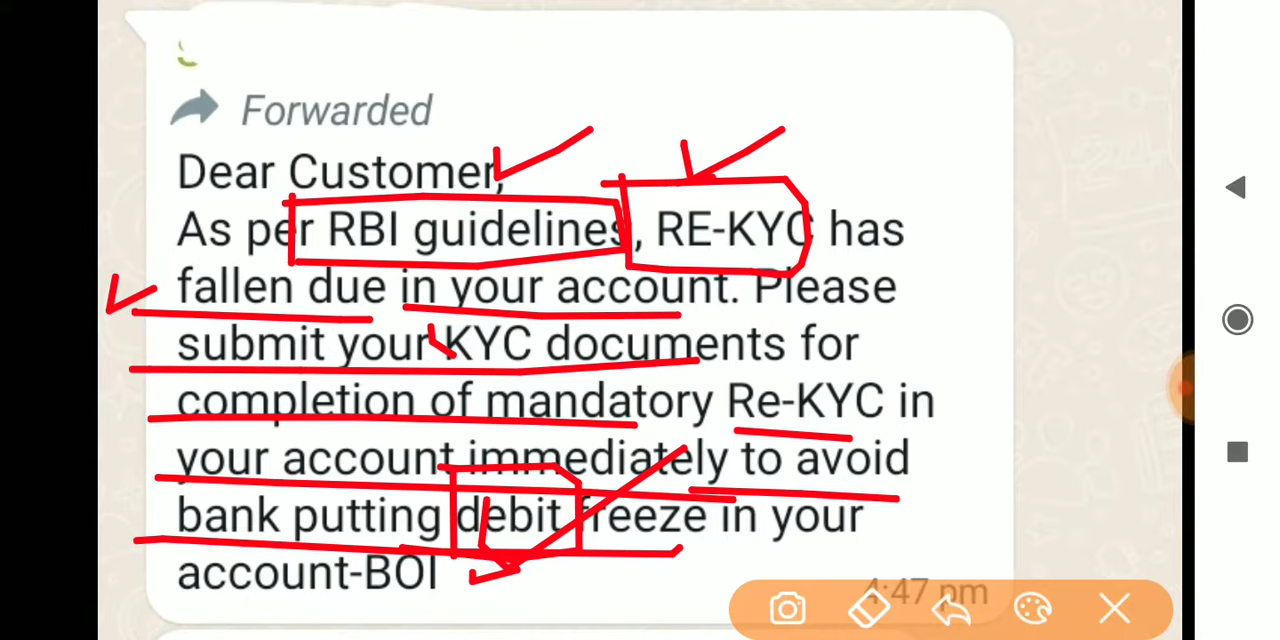 Forwarded
Dear Customer,
As per RBI guidelines, RE-KYC has
fallen due in your account. Please
submit your KYC documents for
completion of mandatory Re-KYC in
your account immediately to avoid
bank putting debit freeze in your
account-BOI
4:47 pm